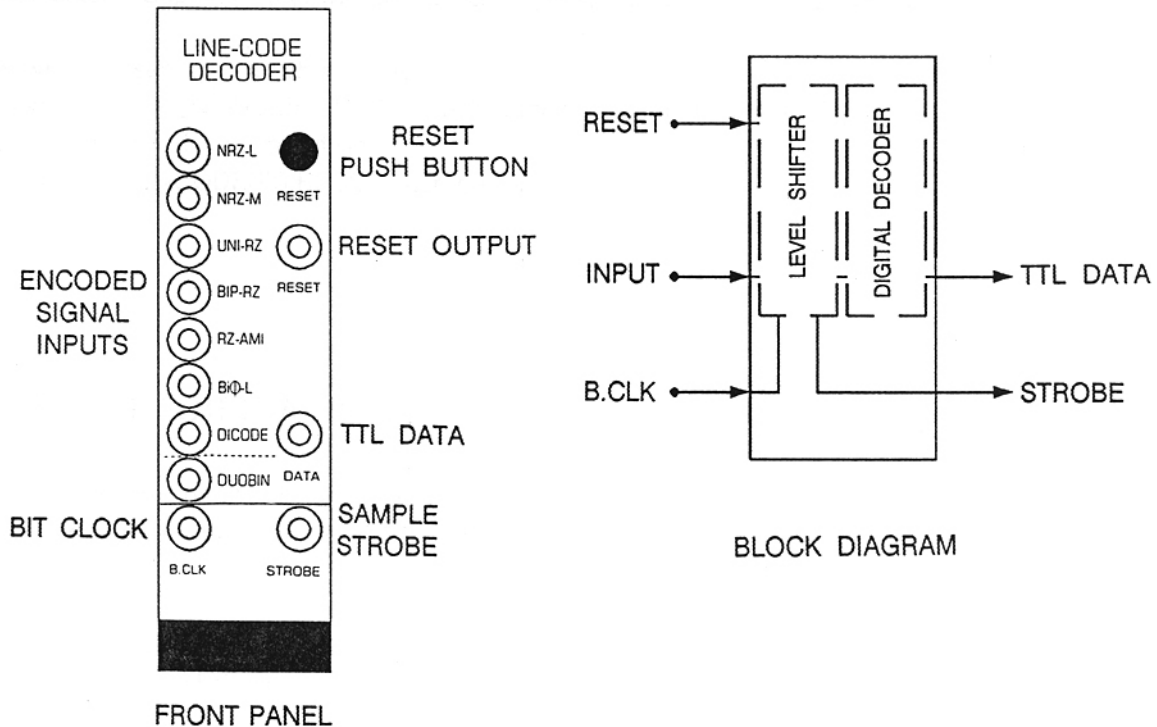 LINE-CODE
DECODER
NRZ-L
NRZ-M
UNI-RZ
BIP-RZ
RZ-AMI
BiΦ-L
DICODE
DUOBIN
B.CLK
RESET
RESET
DATA
STROBE
ENCODED
SIGNAL
INPUTS
BIT CLOCK
RESET
PUSH BUTTON
RESET OUTPUT
TTL DATA
SAMPLE
STROBE
FRONT PANEL
RESET
INPUT
B.CLK
LEVEL SHIFTER
DIGITAL DECODER
TTL DATA
STROBE
BLOCK DIAGRAM